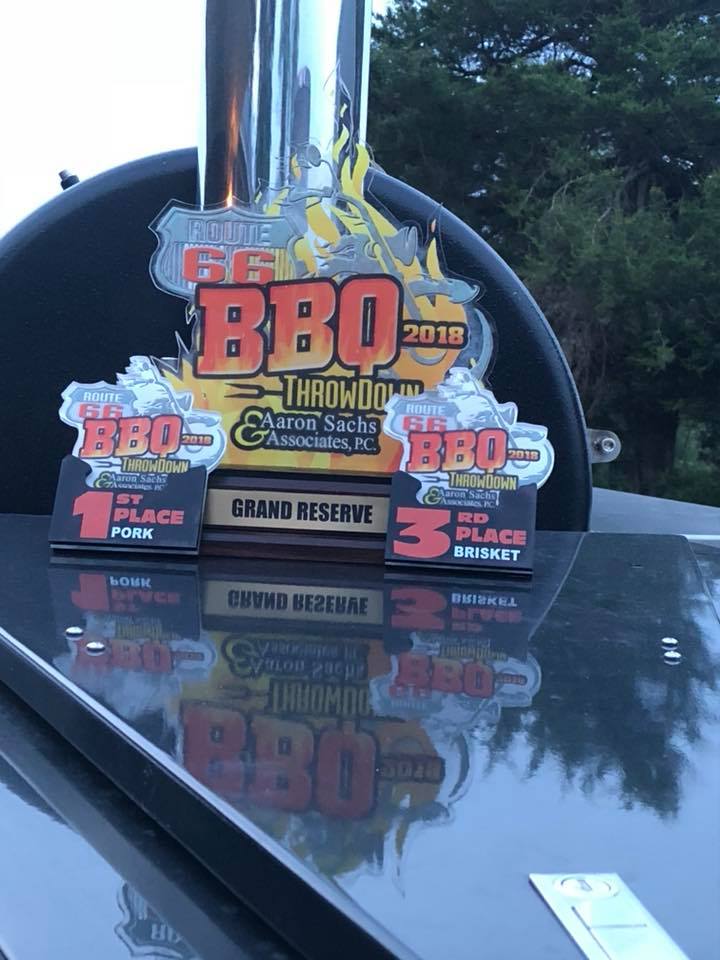 ROUTE
66
BBQ
2018
THROWDOWN
& Aaron Sachs
Associates, P.C.
GRAND RESERVE
ROUTE
66
BBQ
2018
THROWDOWN
& Aaron Sachs
Associates, P.C.
1ST
PLACE
PORK
ROUTE
66
BBQ
2018
THROWDOWN
& Aaron Sachs
Associates, P.C.
3RD
PLACE
BRISKET